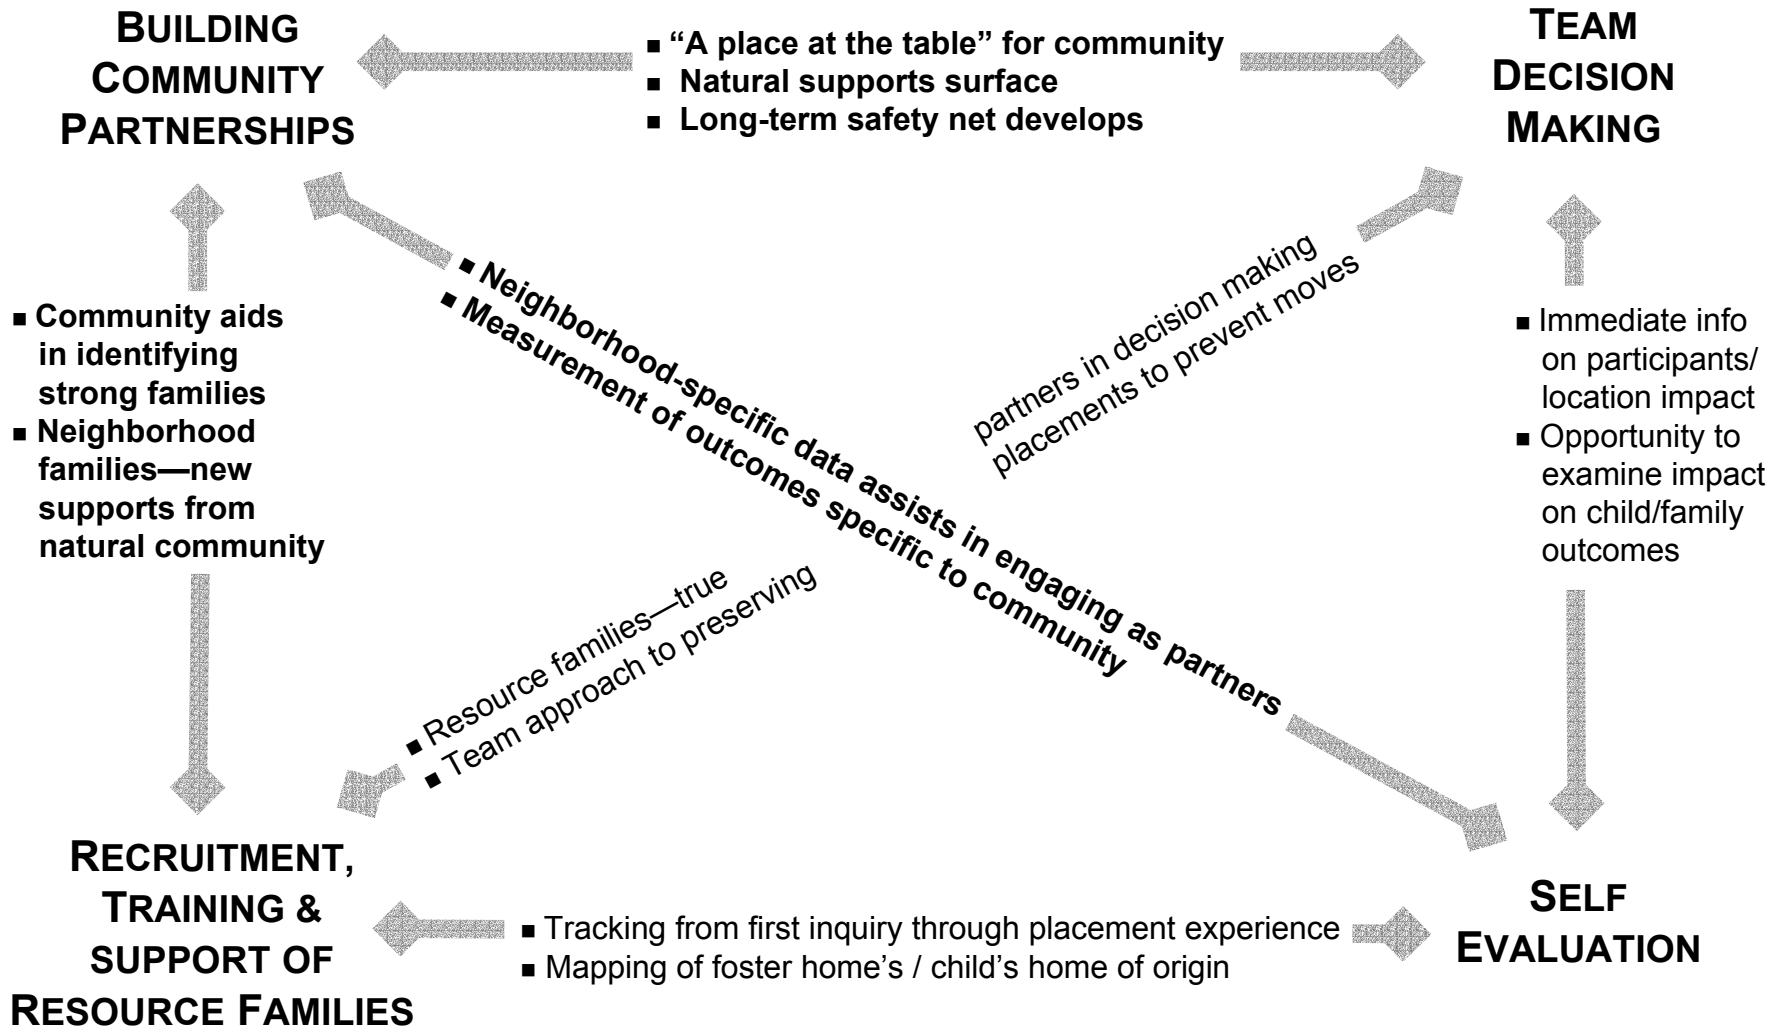 BUILDING
COMMUNITY
PARTNERSHIPS
■ “A place at the table” for community
■ Natural supports surface
■ Long-term safety net develops
TEAM
DECISION
MAKING
■ Community aids
in identifying
strong families
■ Neighborhood
families—new
supports from
natural community
■ Neighborhood-specific data assists in engaging as partners
■ Measurement of outcomes specific to community
■ Resource families—true partners in decision making
■ Team approach to preserving placements to prevent moves
■ Immediate info
on participants/
location impact
■ Opportunity to
examine impact
on child/family
outcomes
RECRUITMENT,
TRAINING &
SUPPORT OF
RESOURCE FAMILIES
■ Tracking from first inquiry through placement experience
■ Mapping of foster home’s / child’s home of origin
SELF
EVALUATION